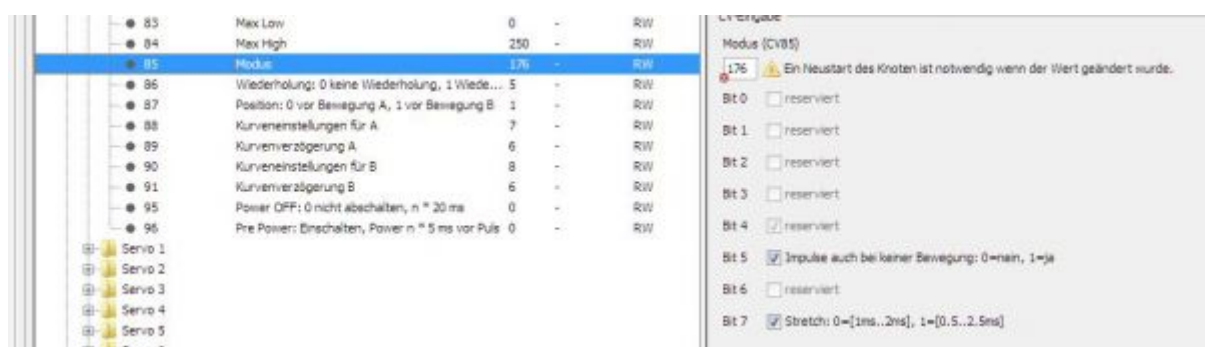 83 Max Low 0 - RW
84 Max High 250 - RW
85 Modus 176 - RW
86 Wiederholung: 0 keine Wiederholung, 1 Wiede... 5 - RW
87 Position: 0 vor Bewegung A, 1 vor Bewegung B 1 - RW
88 Kurveneinstellungen für A 7 - RW
89 Kurvenverzögerung A 6 - RW
90 Kurveneinstellungen für B 8 - RW
91 Kurvenverzögerung B 6 - RW
95 Power OFF: 0 nicht abschalten, n * 20 ms 0 - RW
96 Pre Power: Einschalten, Power n * 5 ms vor Puls 0 - RW
Servo 1
Servo 2
Servo 3
Servo 4
Servo 5
CV-Eingabe
Modus (CV85)
176 Ein Neustart des Knoten ist notwendig wenn der Wert geändert wurde.
Bit 0 reserviert
Bit 1 reserviert
Bit 2 reserviert
Bit 3 reserviert
Bit 4 reserviert
Bit 5 Impulse auch bei keiner Bewegung: 0=nein, 1=ja
Bit 6 reserviert
Bit 7 Stretch: 0=[1ms..2ms], 1=[0.5..2.5ms]